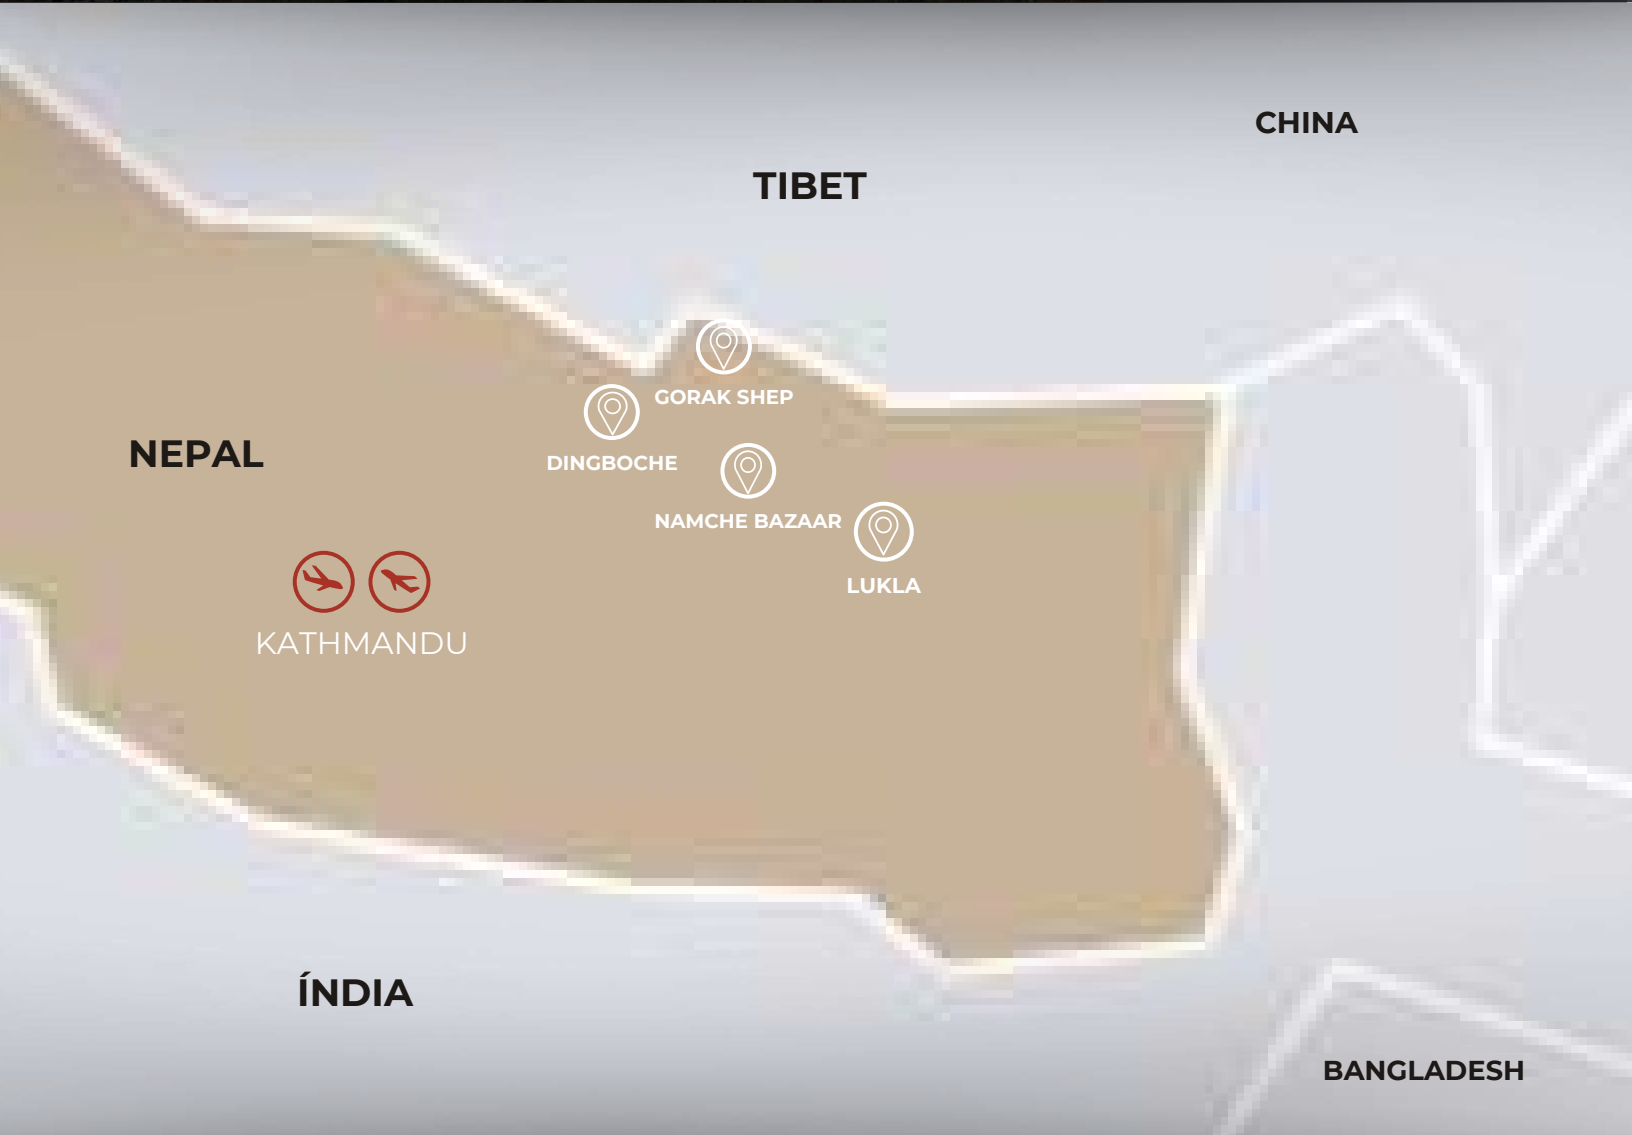 CHINA
TIBET
GORAK SHEP
NEPAL
DINGBOCHE
NAMCHE BAZAAR
LUKLA
KATHMANDU
ÍNDIA
BANGLADESH